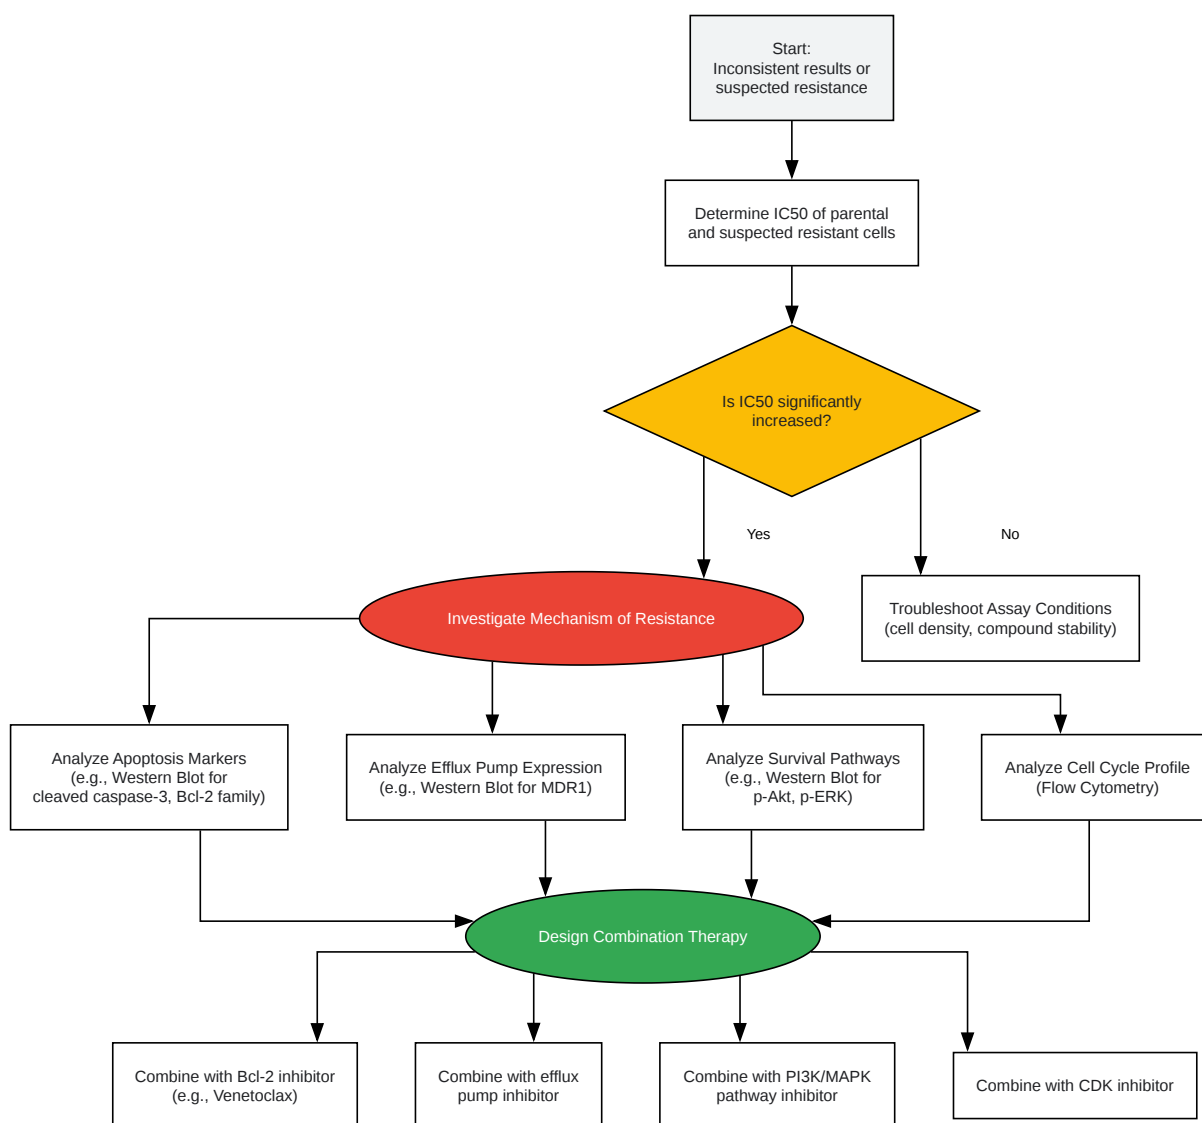 Start:
Inconsistent results or
suspected resistance
Determine IC50 of parental
and suspected resistant cells
Is IC50 significantly
increased?
Yes
No
Investigate Mechanism of Resistance
Troubleshoot Assay Conditions
(cell density, compound stability)
Analyze Apoptosis Markers
(e.g., Western Blot for
cleaved caspase-3, Bcl-2 family)
Analyze Efflux Pump Expression
(e.g., Western Blot for MDR1)
Analyze Survival Pathways
(e.g., Western Blot for
p-Akt, p-ERK)
Analyze Cell Cycle Profile
(Flow Cytometry)
Design Combination Therapy
Combine with Bcl-2 inhibitor
(e.g., Venetoclax)
Combine with efflux
pump inhibitor
Combine with PI3K/MAPK
pathway inhibitor
Combine with CDK inhibitor